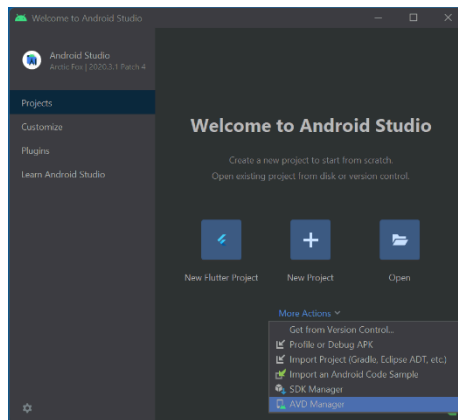 Welcome to Android Studio
Android Studio
Arctic Fox | 2020.3.1 Patch 4
Projects
Customize
Plugins
Learn Android Studio
Welcome to Android Studio
Create a new project to start from scratch.
Open existing project from disk or version control.
New Flutter Project
New Project
Open
More Actions
Get from Version Control...
Profile or Debug APK
Import Project (Gradle, Eclipse ADT, etc.)
Import an Android Code Sample
SDK Manager
AVD Manager